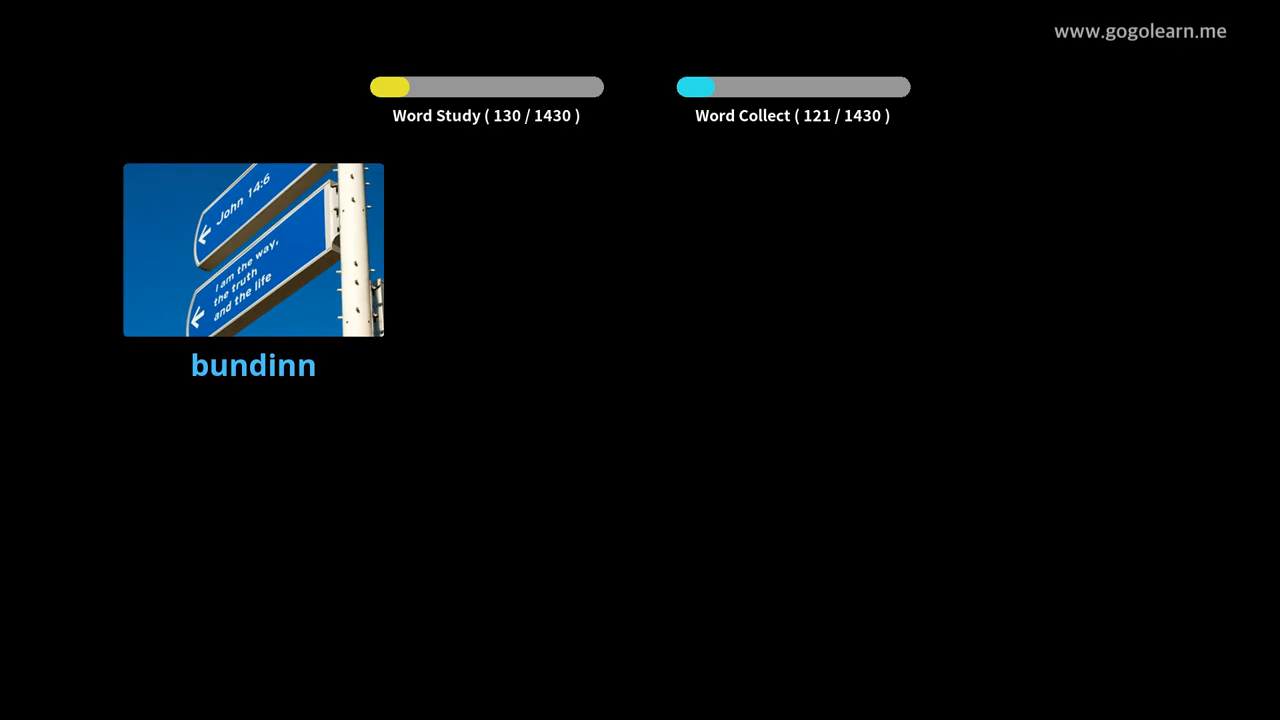 www.gogolearn.me
Word Study ( 130 / 1430 )
Word Collect ( 121 / 1430 )
John 14:6
I am the way,
the truth
and the life
bundinn